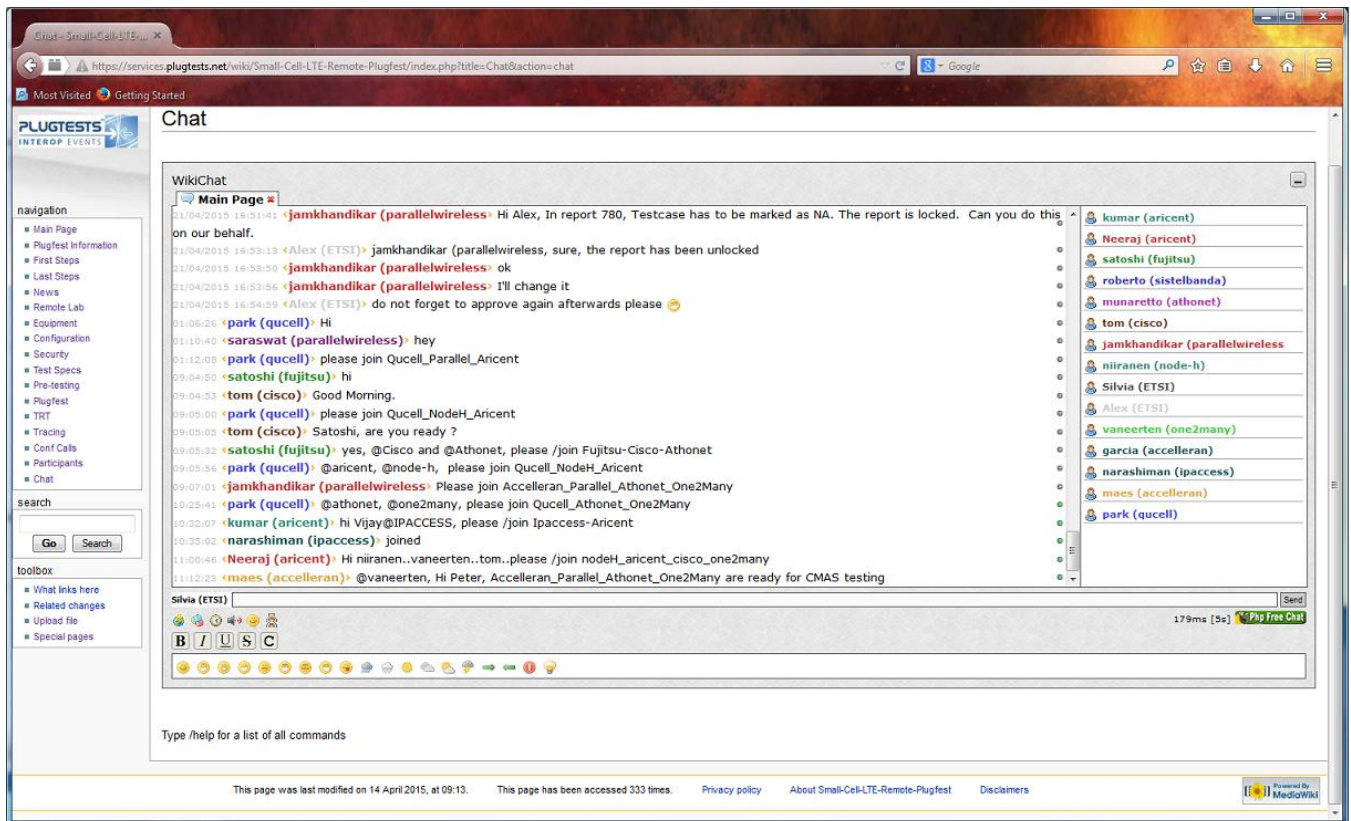 Chat - Small-Cell-LTE-... ×
https://services.plugtests.net/wiki/Small-Cell-LTE-Remote-Plugfest/index.php?title=Chat&action=chat
Google
Most Visited Getting Started
PLUGTESTS
INTEROP EVENTS
navigation
Main Page
Plugfest Information
First Steps
Last Steps
News
Remote Lab
Equipment
Configuration
Security
Test Specs
Pre-testing
Plugfest
TRT
Tracing
Conf Calls
Participants
Chat
search
Go Search
toolbox
What links here
Related changes
Upload file
Special pages
Chat
WikiChat
Main Page
21/04/2015 16:51:41 ‹jamkhandikar (parallelwireless› Hi Alex, In report 780, Testcase has to be marked as NA. The report is locked. Can you do this
on our behalf.
21/04/2015 16:53:13 ‹Alex (ETSI)› jamkhandikar (parallelwireless, sure, the report has been unlocked
21/04/2015 16:53:50 ‹jamkhandikar (parallelwireless› ok
21/04/2015 16:53:56 ‹jamkhandikar (parallelwireless› I'll change it
21/04/2015 16:54:59 ‹Alex (ETSI)› do not forget to approve again afterwards please
01:06:26 ‹park (qucell)› Hi
01:10:40 ‹saraswat (parallelwireless)› hey
01:12:08 ‹park (qucell)› please join Qucell_Parallel_Aricent
09:04:50 ‹satoshi (fujitsu)› hi
09:04:53 ‹tom (cisco)› Good Morning.
09:05:00 ‹park (qucell)› please join Qucell_NodeH_Aricent
09:05:05 ‹tom (cisco)› Satoshi, are you ready ?
09:05:32 ‹satoshi (fujitsu)› yes, @Cisco and @Athonet, please /join Fujitsu-Cisco-Athonet
09:05:56 ‹park (qucell)› @aricent, @node-h, please join Qucell_NodeH_Aricent
09:07:01 ‹jamkhandikar (parallelwireless› Please join Accelleran_Parallel_Athonet_One2Many
10:25:41 ‹park (qucell)› @athonet, @one2many, please join Qucell_Athonet_One2Many
10:32:07 ‹kumar (aricent)› hi Vijay@IPACCESS, please /join Ipaccess-Aricent
10:35:02 ‹narashiman (ipaccess)› joined
11:00:46 ‹Neeraj (aricent)› Hi niiranen..vaneerten..tom..please /join nodeH_aricent_cisco_one2many
11:12:23 ‹maes (accelleran)› @vaneerten, Hi Peter, Accelleran_Parallel_Athonet_One2Many are ready for CMAS testing
kumar (aricent)
Neeraj (aricent)
satoshi (fujitsu)
roberto (sistelbanda)
munaretto (athonet)
tom (cisco)
jamkhandikar (parallelwireless
niiranen (node-h)
Silvia (ETSI)
Alex (ETSI)
vaneerten (one2many)
garcia (accelleran)
narashiman (ipaccess)
maes (accelleran)
park (qucell)
Silvia (ETSI) Send
179ms [5s] Php Free Chat
B I U S C
Type /help for a list of all commands
This page was last modified on 14 April 2015, at 09:13. This page has been accessed 333 times. Privacy policy About Small-Cell-LTE-Remote-Plugfest Disclaimers
Powered By
MediaWiki